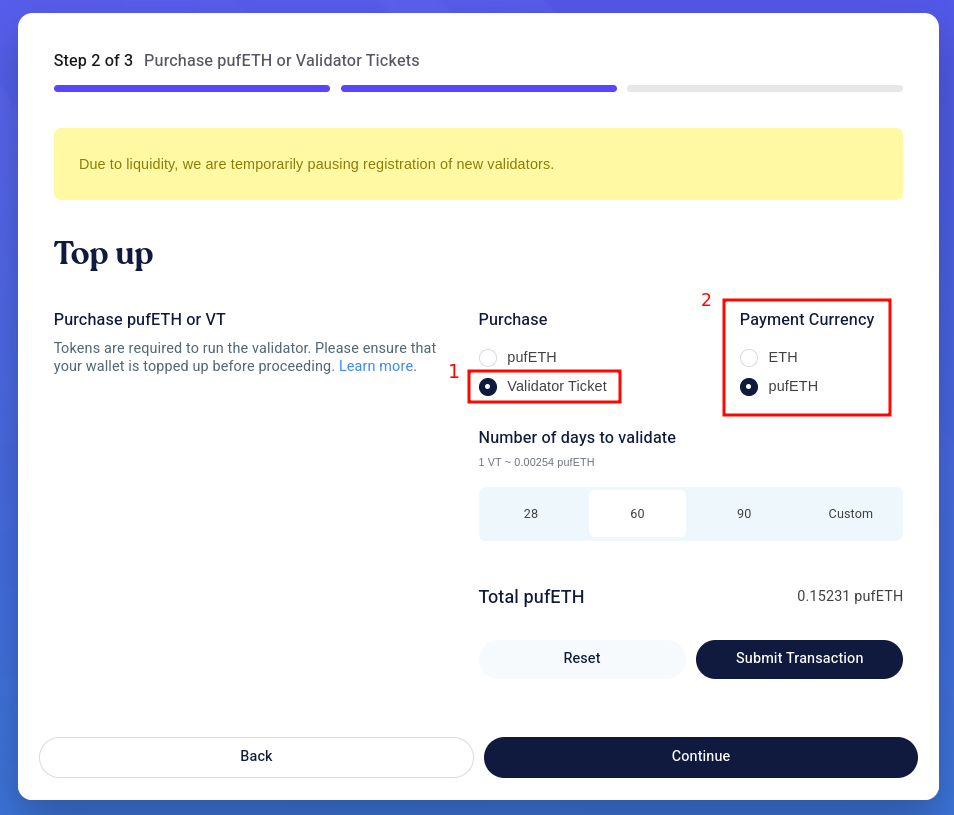 Step 2 of 3 Purchase pufETH or Validator Tickets
Due to liquidity, we are temporarily pausing registration of new validators.
Top up
Purchase pufETH or VT
Tokens are required to run the validator. Please ensure that
your wallet is topped up before proceeding. Learn more.
Purchase
pufETH
1
Validator Ticket
2
Payment Currency
ETH
pufETH
Number of days to validate
1 VT ~ 0.00254 pufETH
28 60 90 Custom
Total pufETH 0.15231 pufETH
Reset Submit Transaction
Back Continue